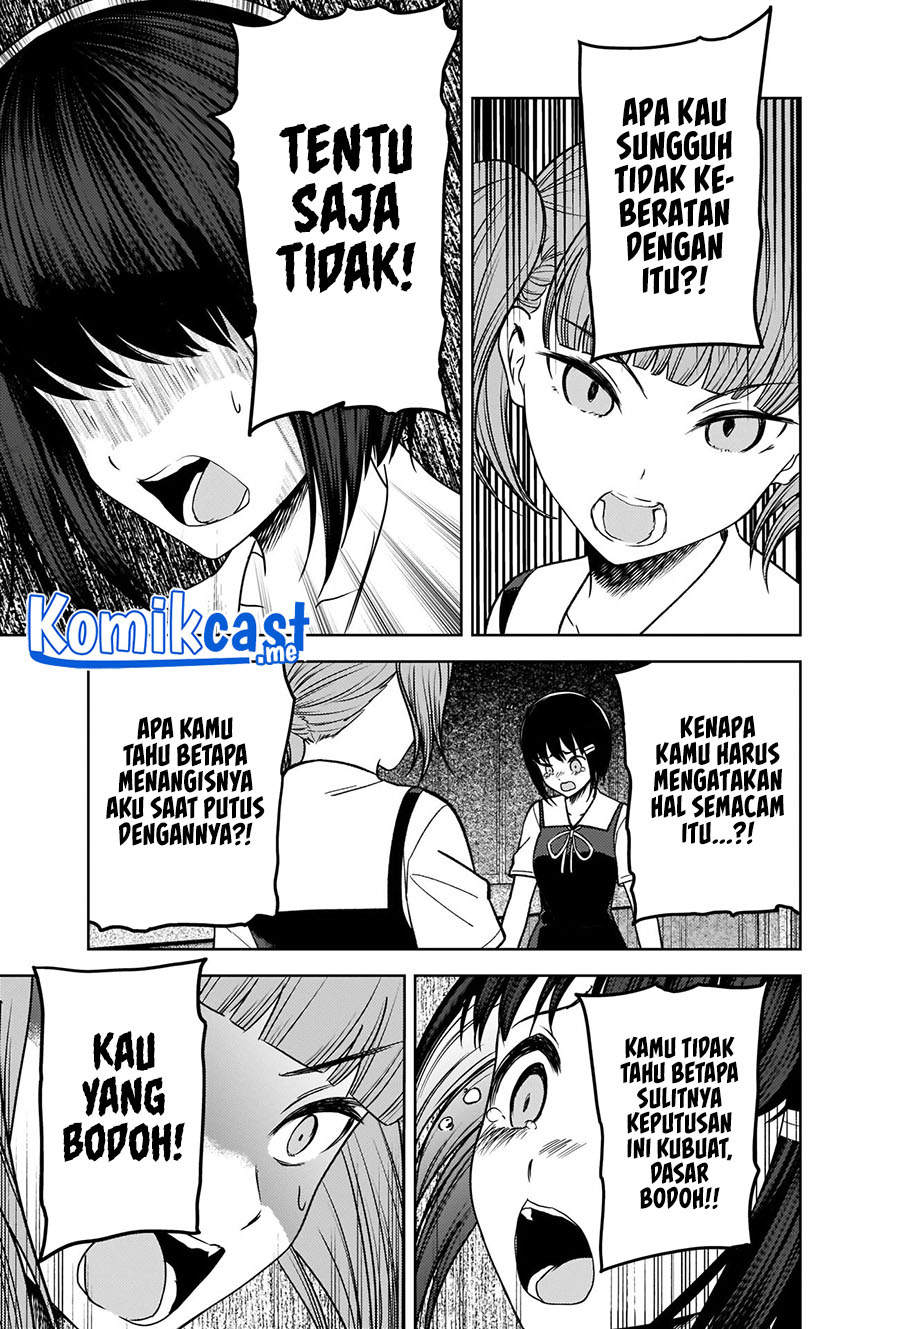 APA KAU
SUNGGUH
TIDAK KE-
BERATAN
DENGAN
ITU?!
TENTU
SAJA
TIDAK!
Komikcast
.me
KENAPA
KAMU HARUS
MENGATAKAN
HAL SEMACAM
ITU...?!
APA KAMU
TAHU BETAPA
MENANGISNYA
AKU SAAT PUTUS
DENGANNYA?!
KAMU TIDAK
TAHU BETAPA
SULITNYA
KEPUTUSAN
INI KUBUAT,
DASAR
BODOH!!
KAU
YANG
BODOH!